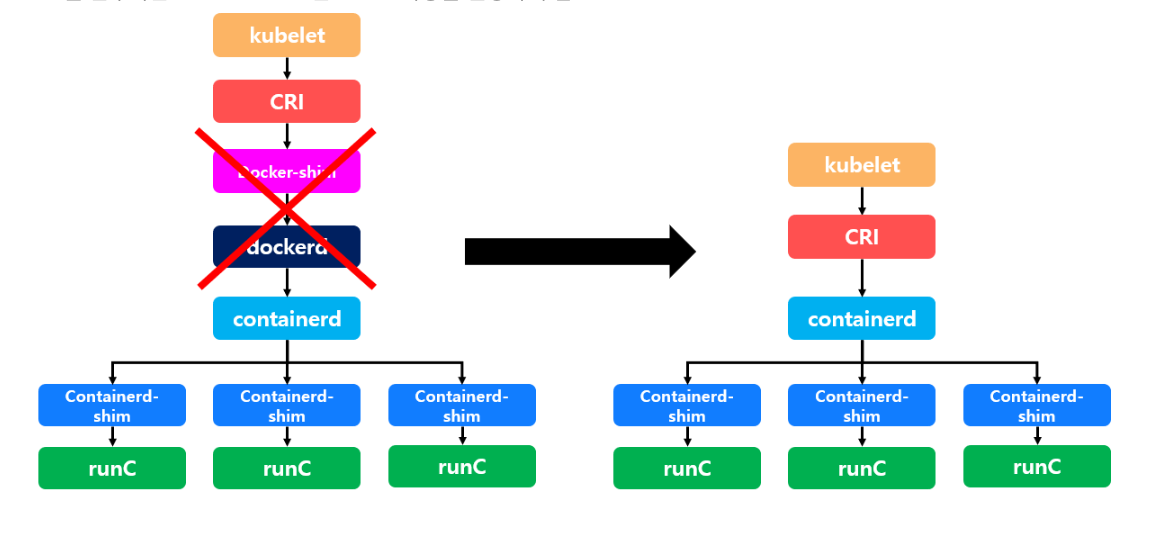 kubelet
CRI
Docker-shim
dockerd
containerd
Containerd-
shim
Containerd-
shim
Containerd-
shim
runC
runC
runC
kubelet
CRI
containerd
Containerd-
shim
Containerd-
shim
Containerd-
shim
runC
runC
runC